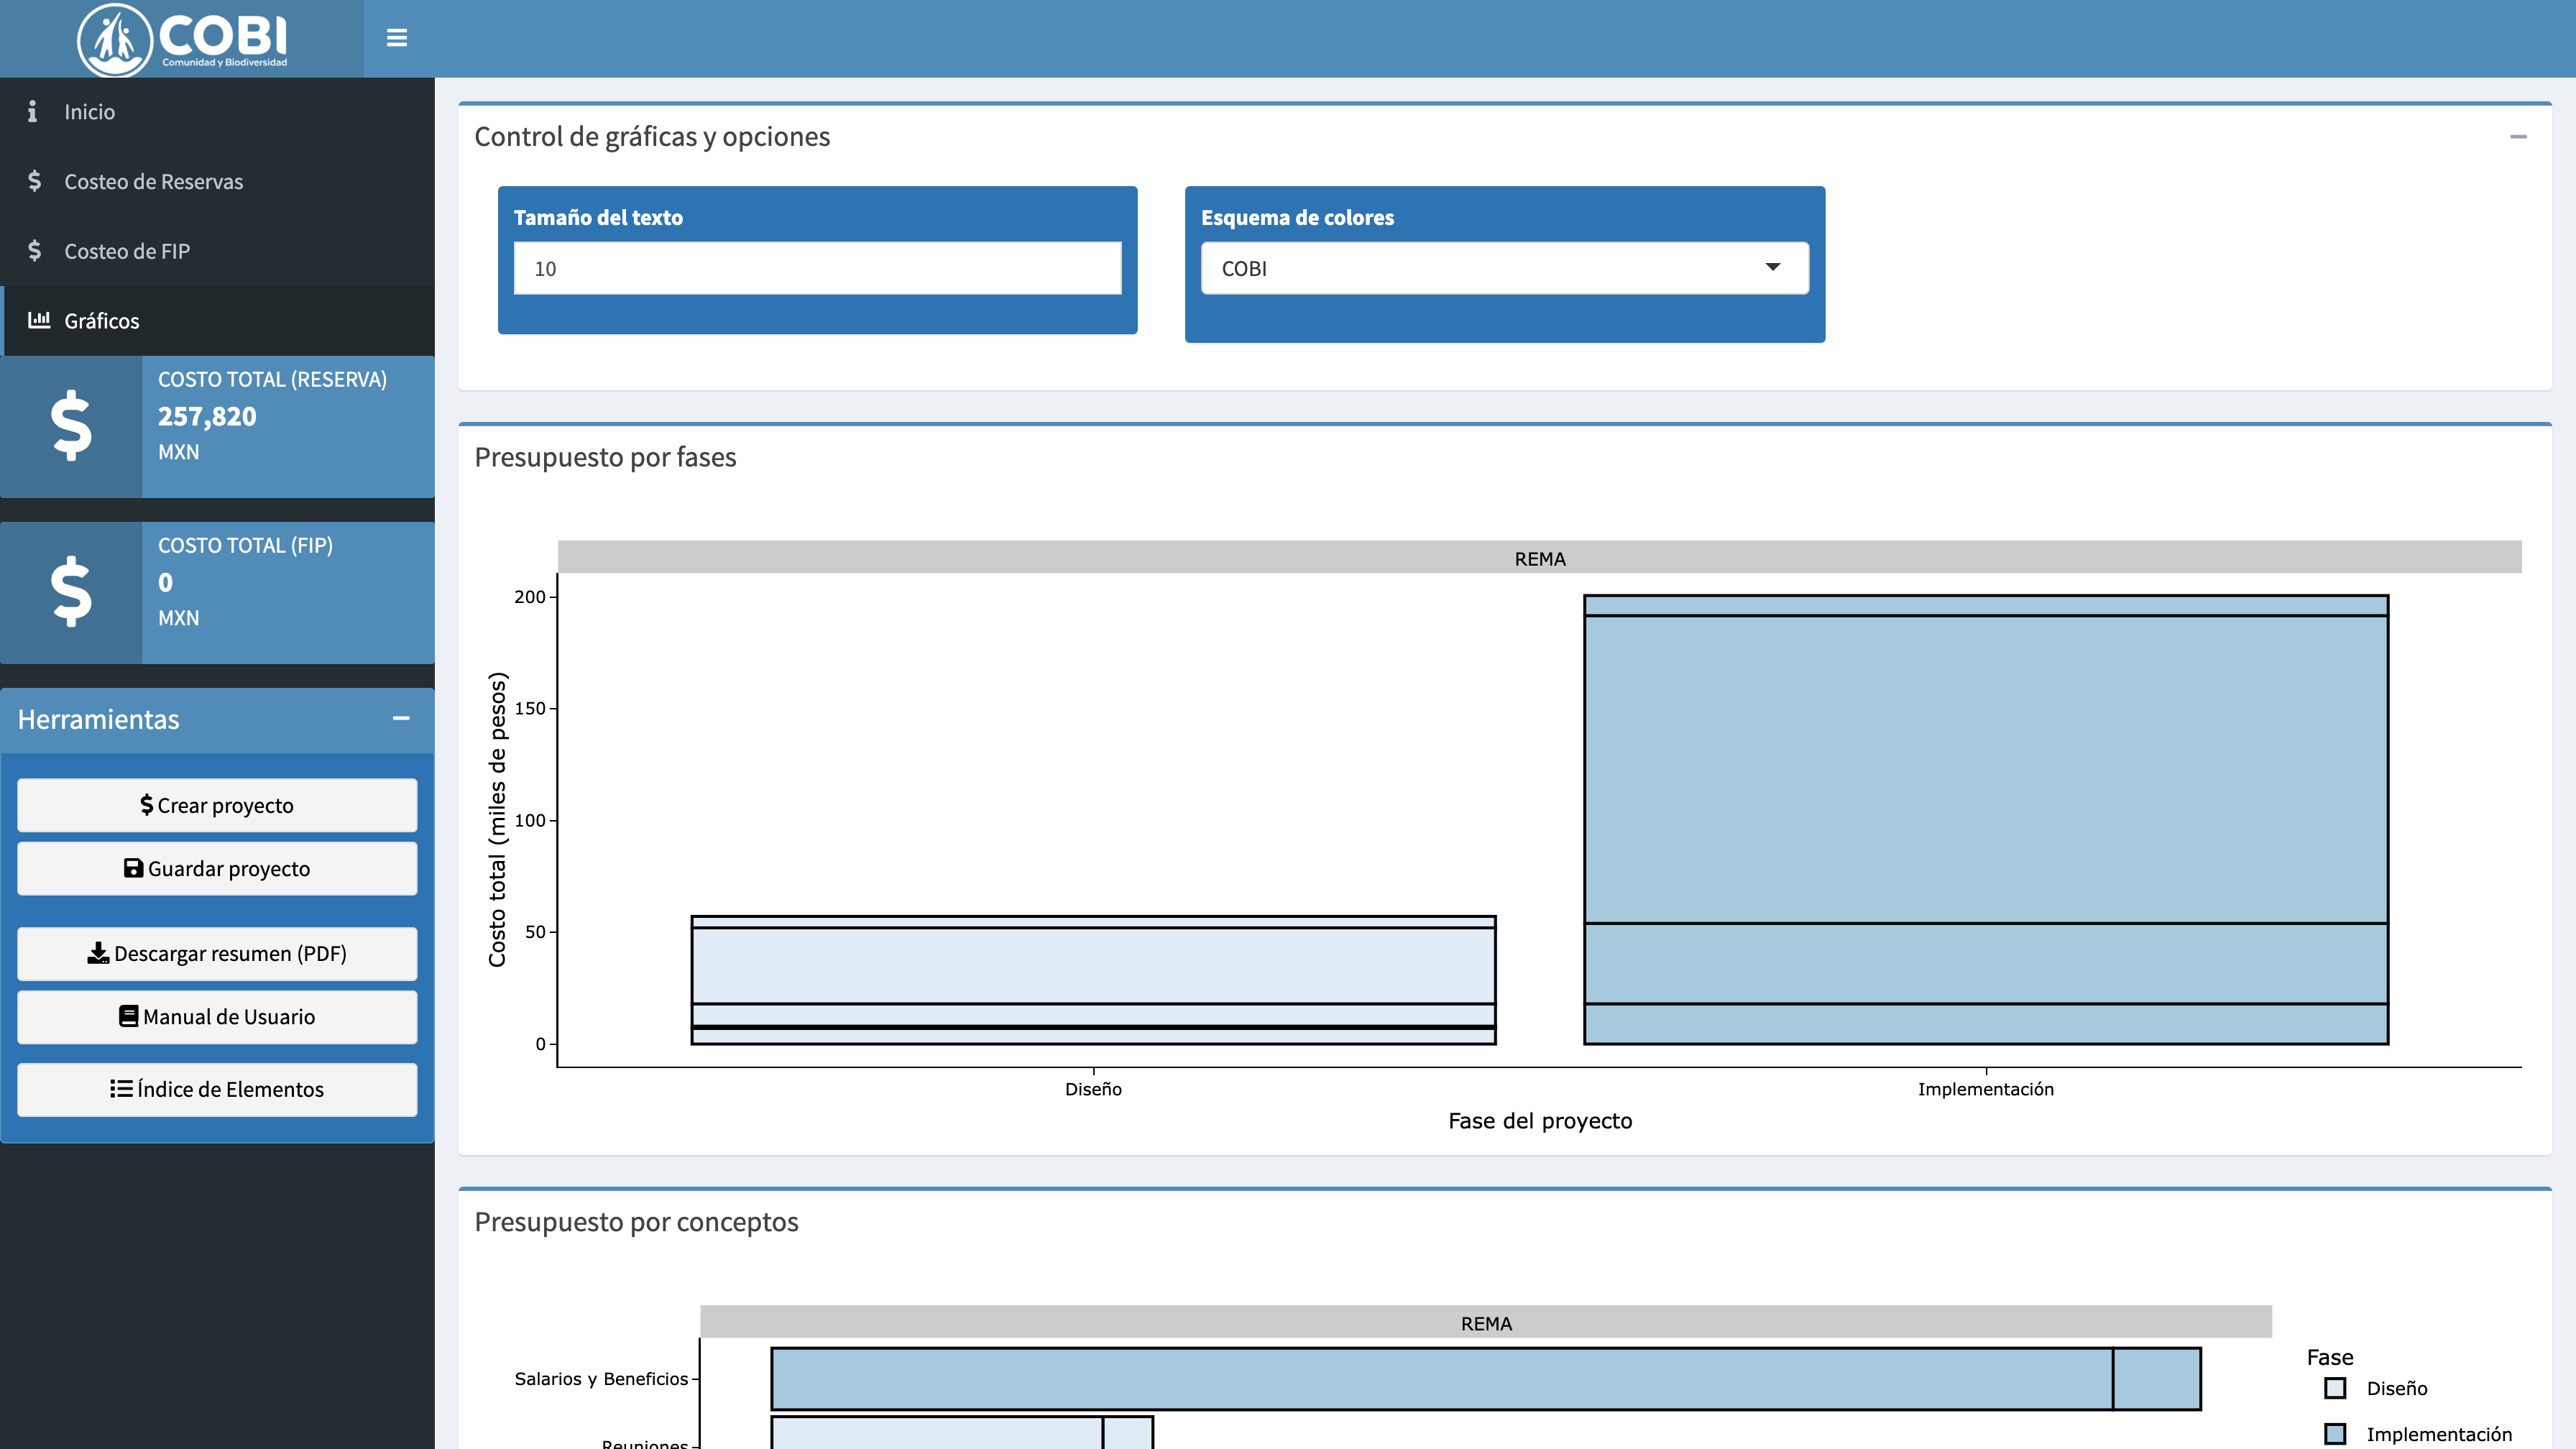 COBI
Comunidad y Biodiversidad
Inicio
Costeo de Reservas
Costeo de FIP
Gráficos
COSTO TOTAL (RESERVA)
257,820
MXN
COSTO TOTAL (FIP)
0
MXN
Herramientas
Crear proyecto
Guardar proyecto
Descargar resumen (PDF)
Manual de Usuario
Índice de Elementos
Control de gráficas y opciones
Tamaño del texto
10
Esquema de colores
COBI
Presupuesto por fases
REMA
Costo total (miles de pesos)
200
150
100
50
0
Diseño
Implementación
Fase del proyecto
Presupuesto por conceptos
REMA
Salarios y Beneficios
Reuniones
Fase
Diseño
Implementación